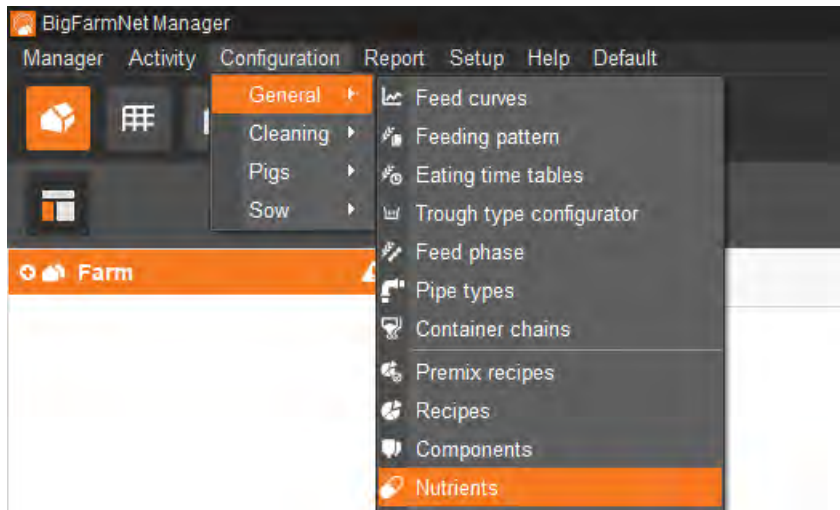 BigFarmNet Manager
Manager Activity Configuration Report Setup Help Default
General
Cleaning
Pigs
Sow
Feed curves
Feeding pattern
Eating time tables
Trough type configurator
Feed phase
Pipe types
Container chains
Premix recipes
Recipes
Components
Nutrients
Farm